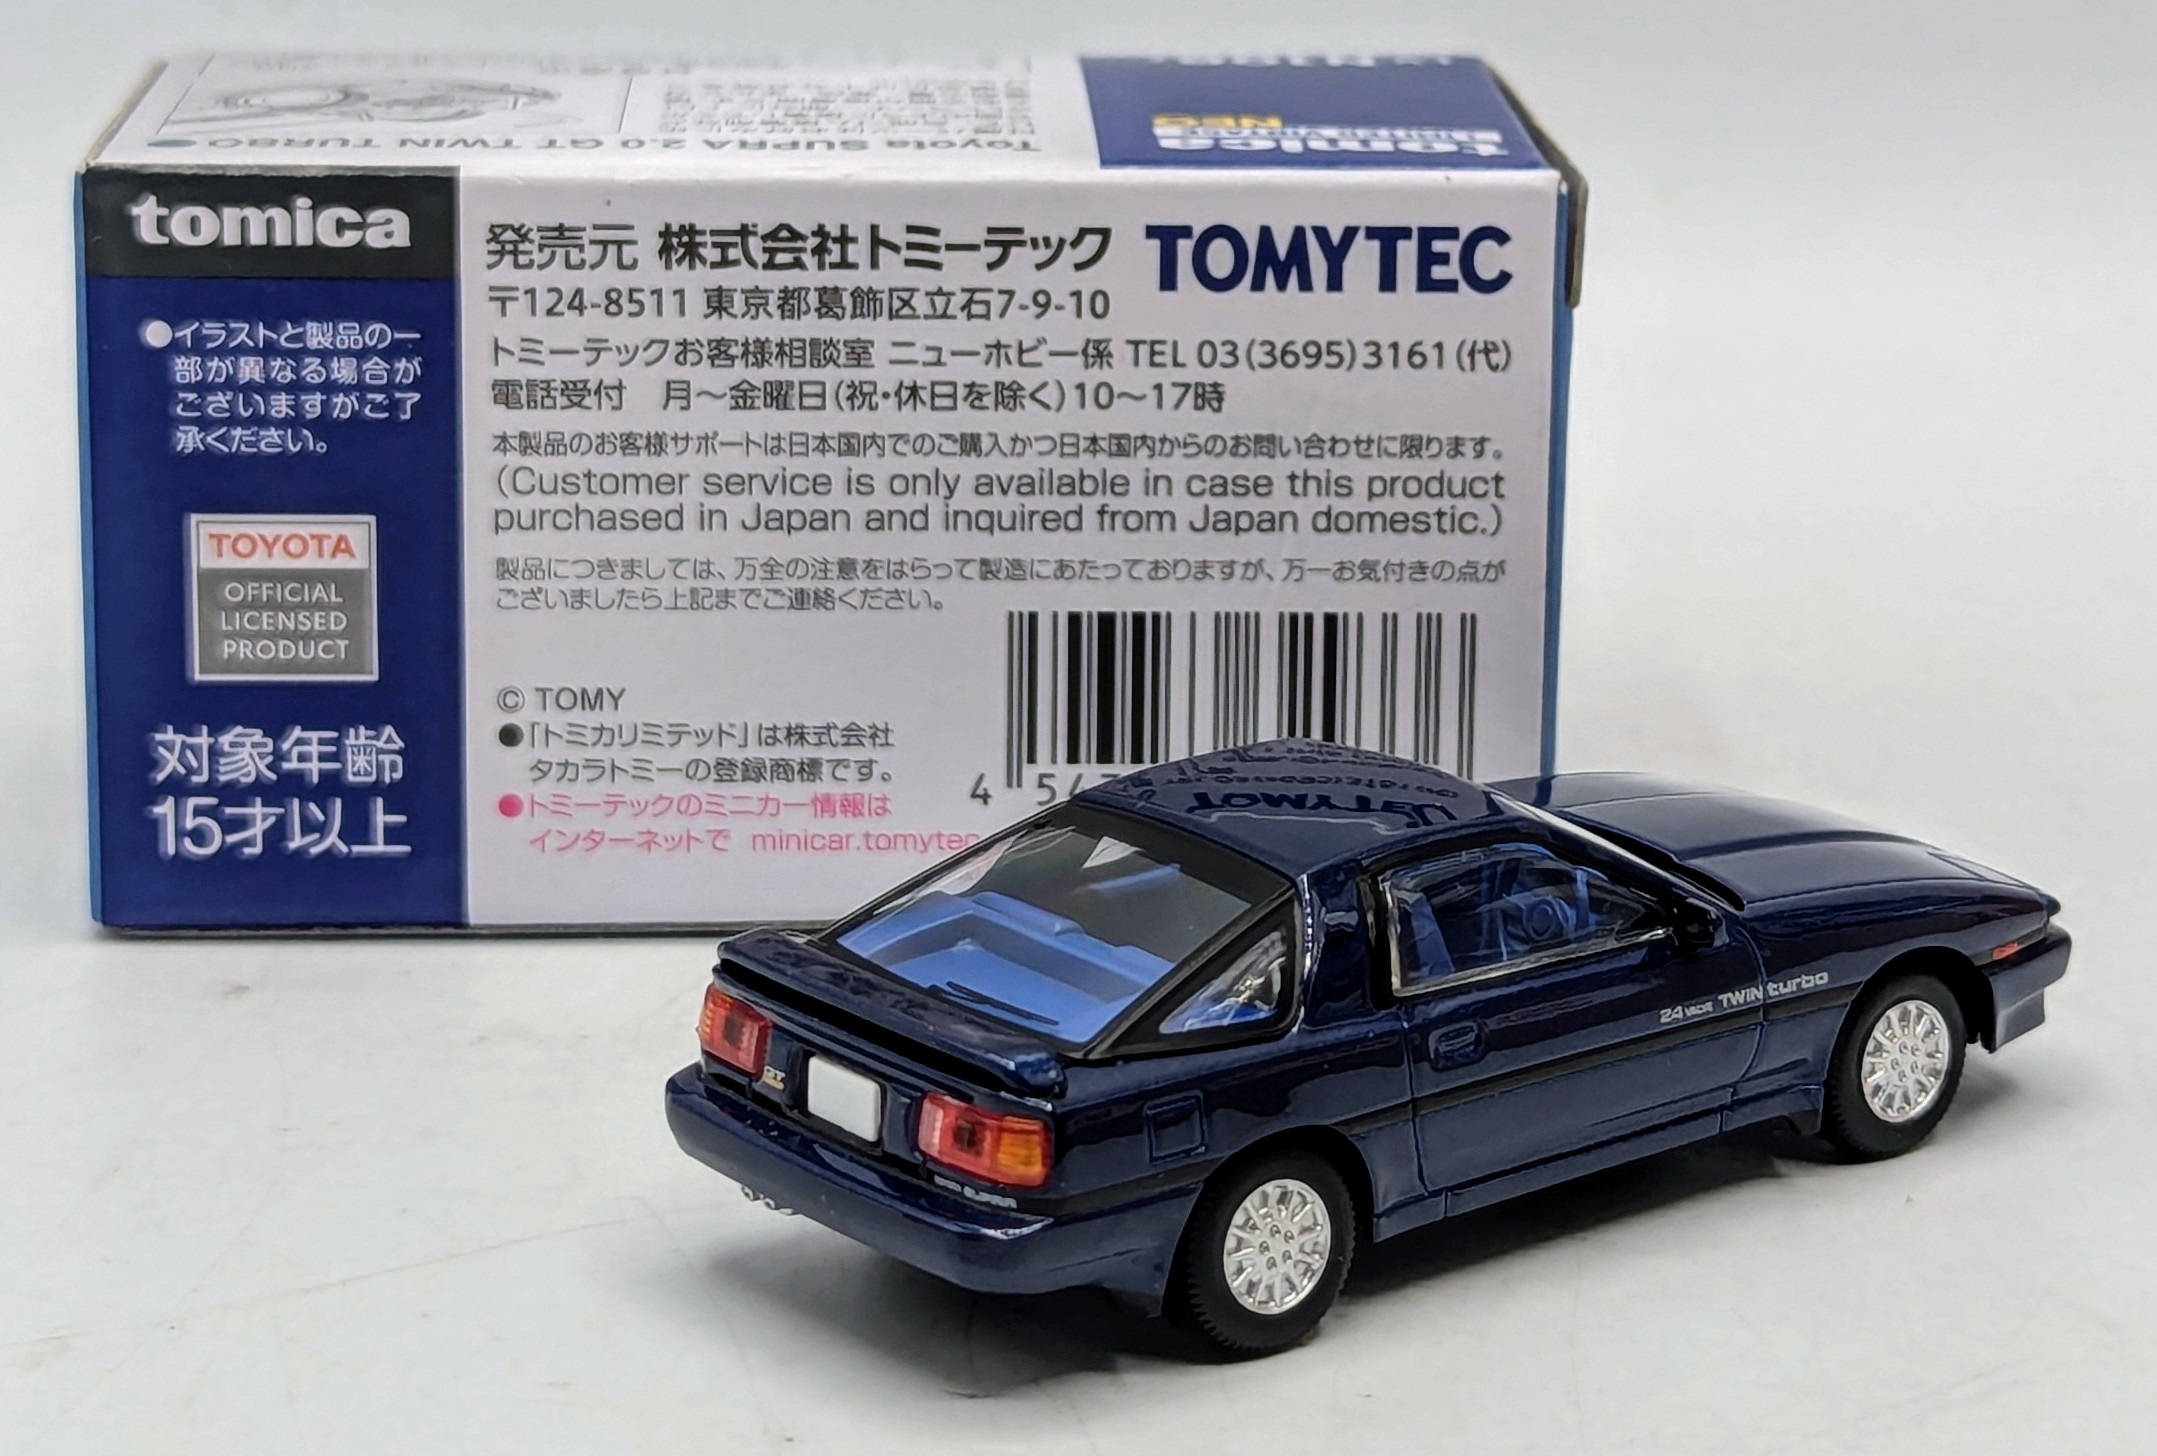 Toyota SUPRA 2.0 GT TWIN TURBO
tomica
LIMITED VINTAGE
NEO
tomica
●イラストと製品の一
部が異なる場合が
ございますがご了
承ください。
TOYOTA
OFFICIAL
LICENSED
PRODUCT
対象年齢
15才以上
発売元 株式会社トミーテック
TOMYTEC
〒124-8511 東京都葛飾区立石7-9-10
トミーテックお客様相談室 ニューホビー係 TEL 03(3695)3161(代)
電話受付 月～金曜日(祝・休日を除く)10～17時
本製品のお客様サポートは日本国内でのご購入かつ日本国内からのお問い合わせに限ります。
(Customer service is only available in case this product
purchased in Japan and inquired from Japan domestic.)
製品につきましては、万全の注意をはらって製造にあたっておりますが、万一お気付きの点が
ございましたら上記までご連絡ください。
© TOMY
●「トミカリミテッド」は株式会社
タカラトミーの登録商標です。
●トミーテックのミニカー情報は
インターネットで minicar.tomytec
4 54
24 VALVE TWIN turbo
GT
SUPRA